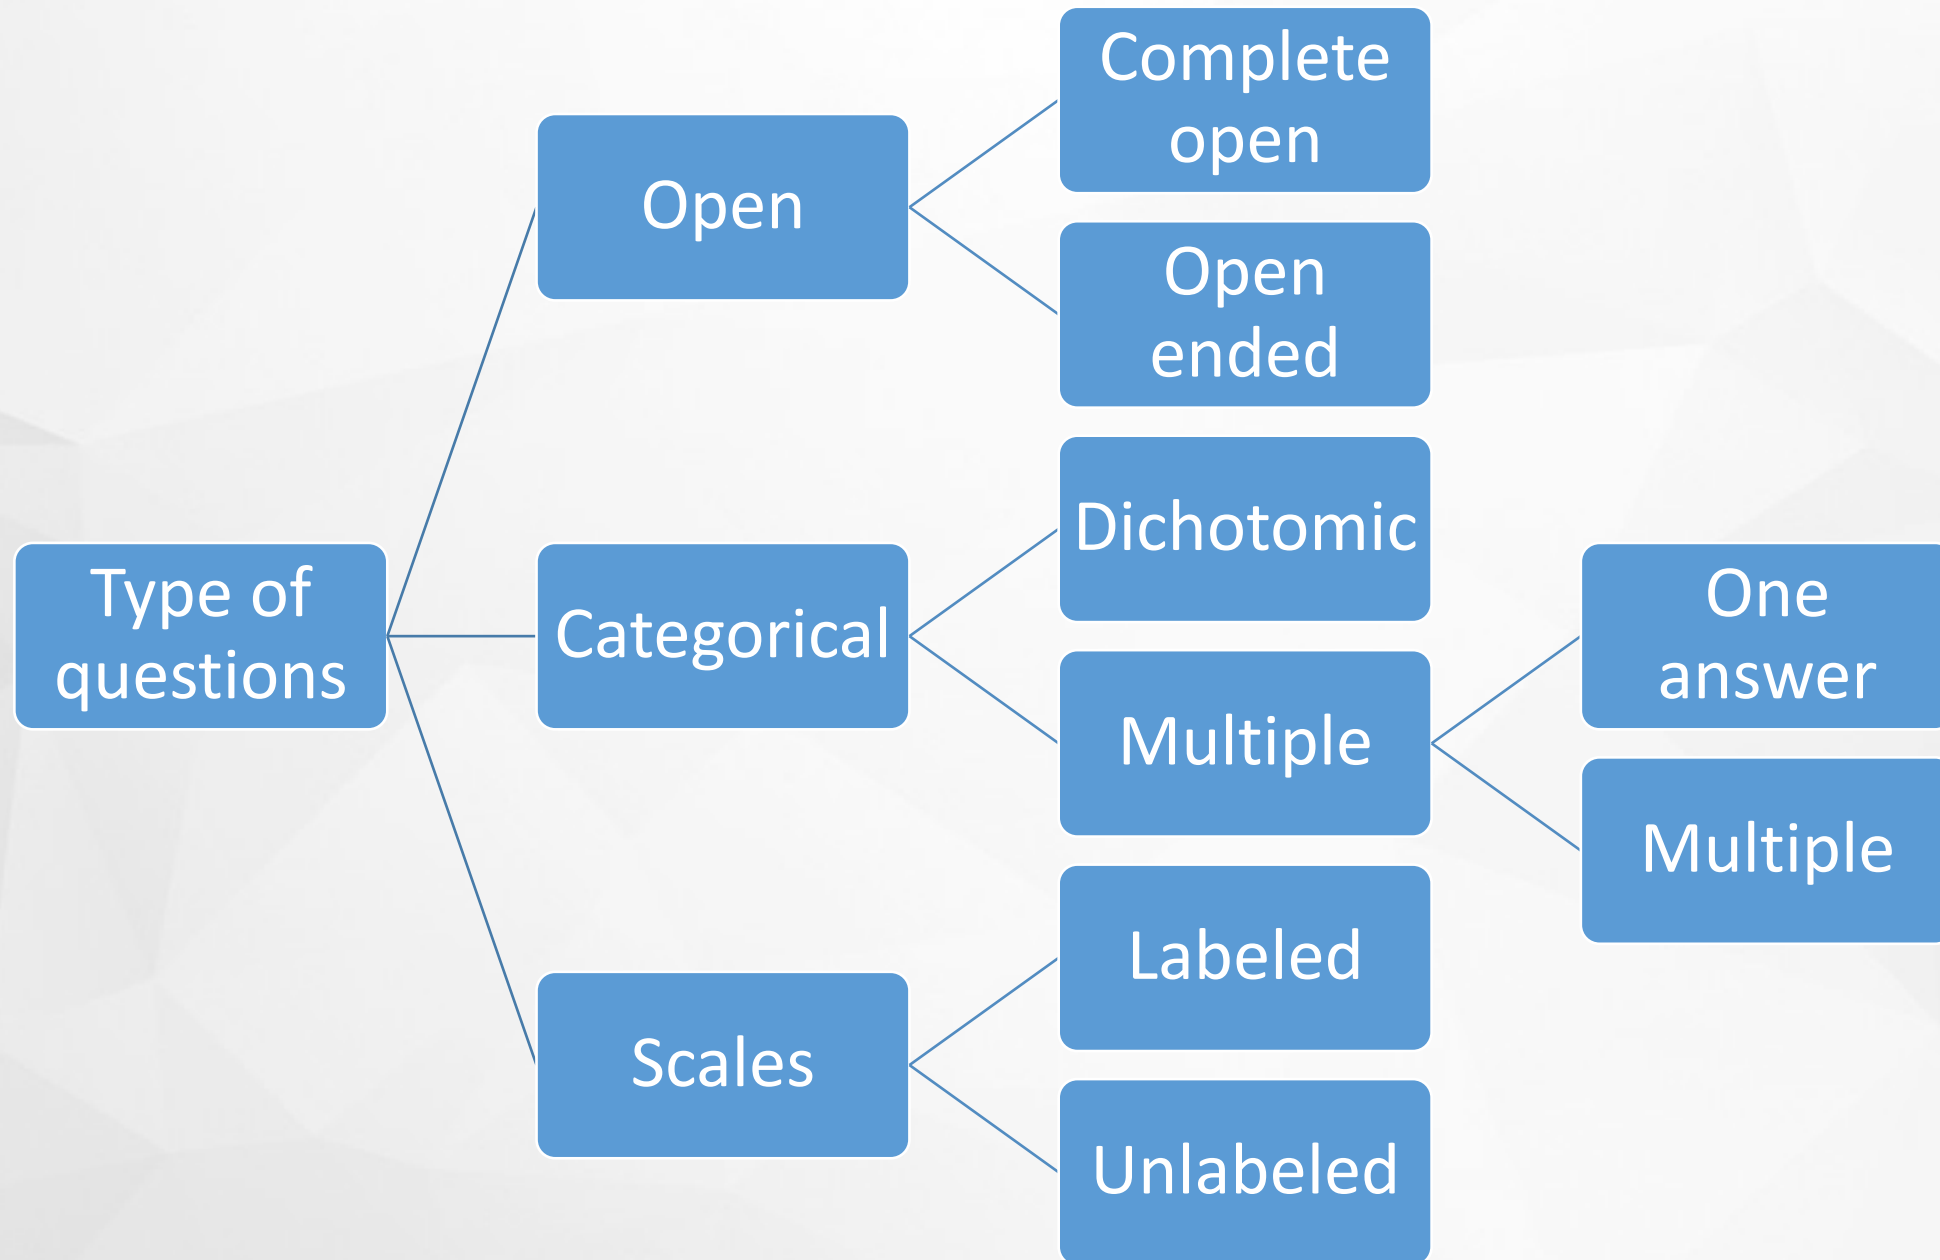 Type of
questions
Open
Complete
open
Open
ended
Categorical
Dichotomic
Multiple
One
answer
Multiple
Scales
Labeled
Unlabeled